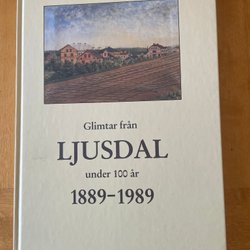 Glimtar från
LJUSDAL
under 100 år
1889-1989